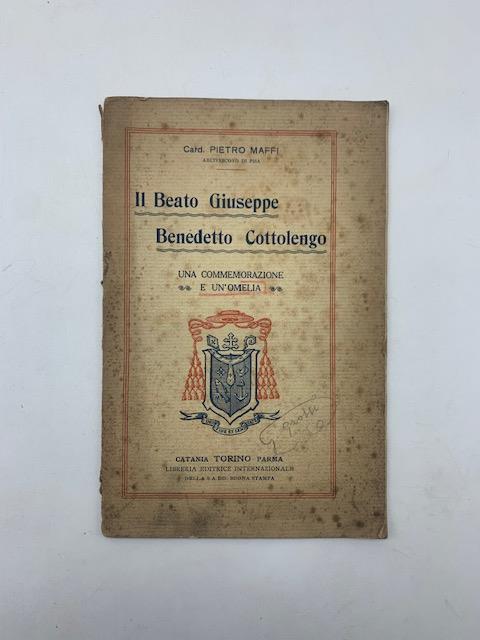 Card. PIETRO MAFFI
ARCIVESCOVO DI PISA
Il Beato Giuseppe
Benedetto Cottolengo
UNA COMMEMORAZIONE
E UN'OMELIA
CATANIA TORINO PARMA
LIBRERIA EDITRICE INTERNAZIONALE
DELLA S.A.I.D. BUONA STAMPA